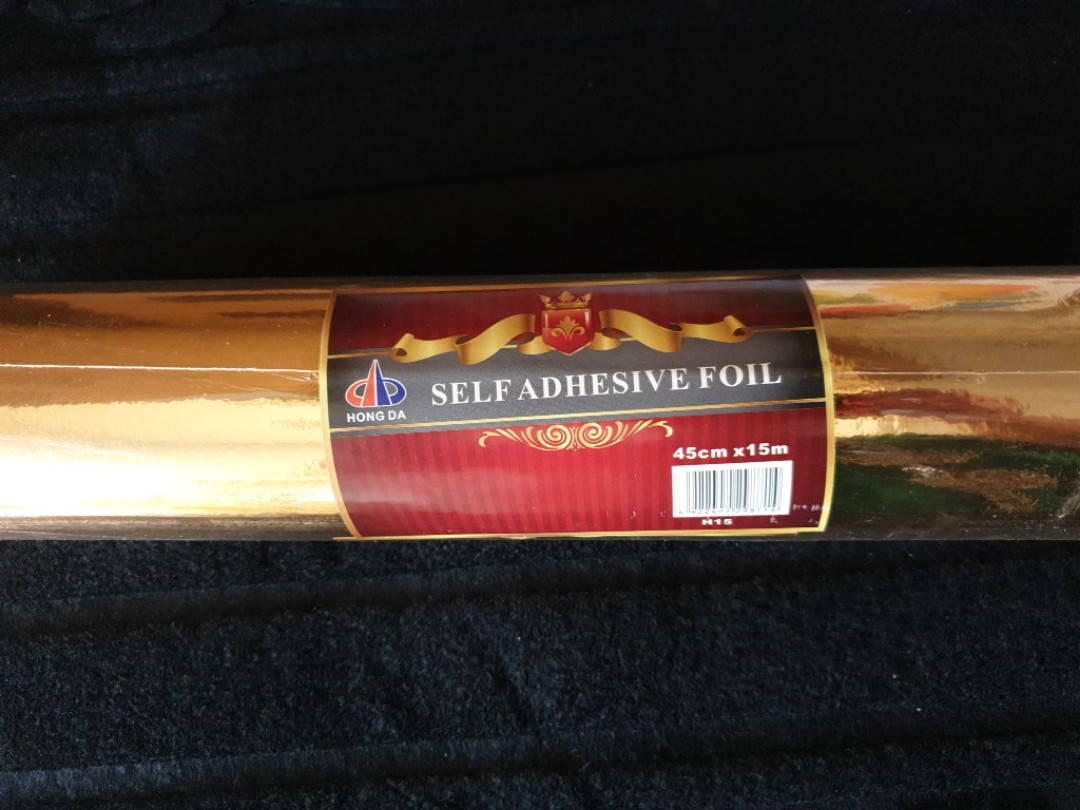 HONG DA
SELF ADHESIVE FOIL
45cm x15m
H15